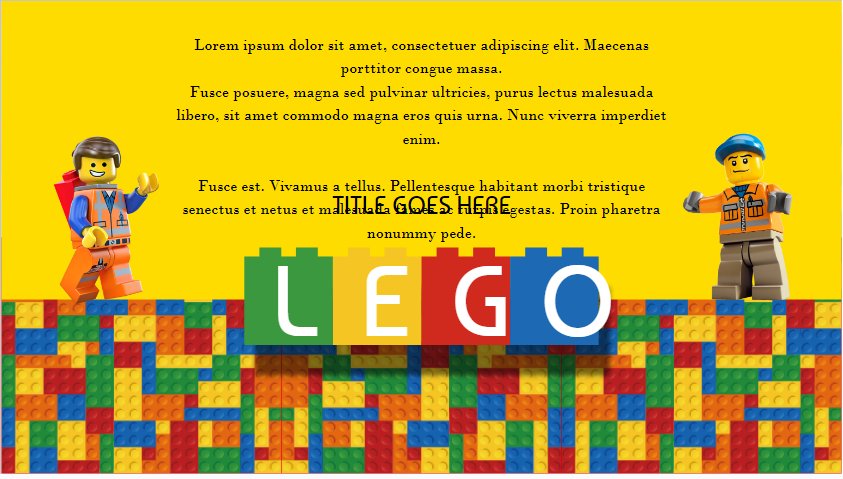 Lorem ipsum dolor sit amet, consectetuer adipiscing elit. Maecenas
porttitor congue massa.
Fusce posuere, magna sed pulvinar ultricies, purus lectus malesuada
libero, sit amet commodo magna eros quis urna. Nunc viverra imperdiet
enim.
Fusce est. Vivamus a tellus. Pellentesque habitant morbi tristique
TITLE GOES HERE
senectus et netus et malesuada fames ac turpis egestas. Proin pharetra
nonummy pede.
LEGO